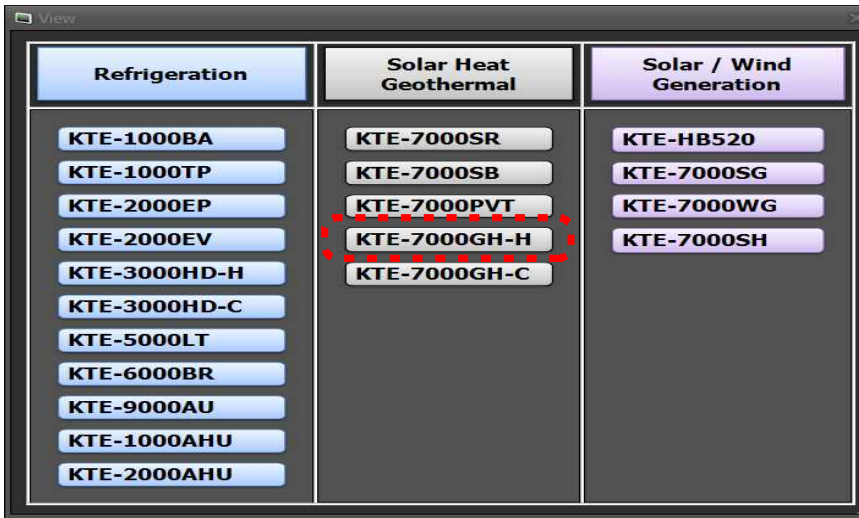 View
Refrigeration
KTE-1000BA
KTE-1000TP
KTE-2000EP
KTE-2000EV
KTE-3000HD-H
KTE-3000HD-C
KTE-5000LT
KTE-6000BR
KTE-9000AU
KTE-1000AHU
KTE-2000AHU
Solar Heat
Geothermal
KTE-7000SR
KTE-7000SB
KTE-7000PVT
KTE-7000GH-H
KTE-7000GH-C
Solar / Wind
Generation
KTE-HB520
KTE-7000SG
KTE-7000WG
KTE-7000SH